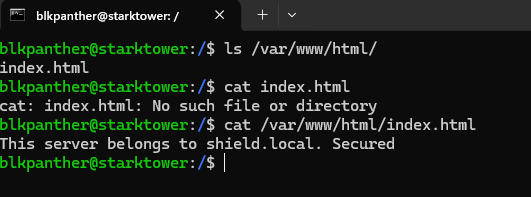 blkpanther@starktower: /
blkpanther@starktower:/$ ls /var/www/html/
index.html
blkpanther@starktower:/$ cat index.html
cat: index.html: No such file or directory
blkpanther@starktower:/$ cat /var/www/html/index.html
This server belongs to shield.local. Secured
blkpanther@starktower:/$